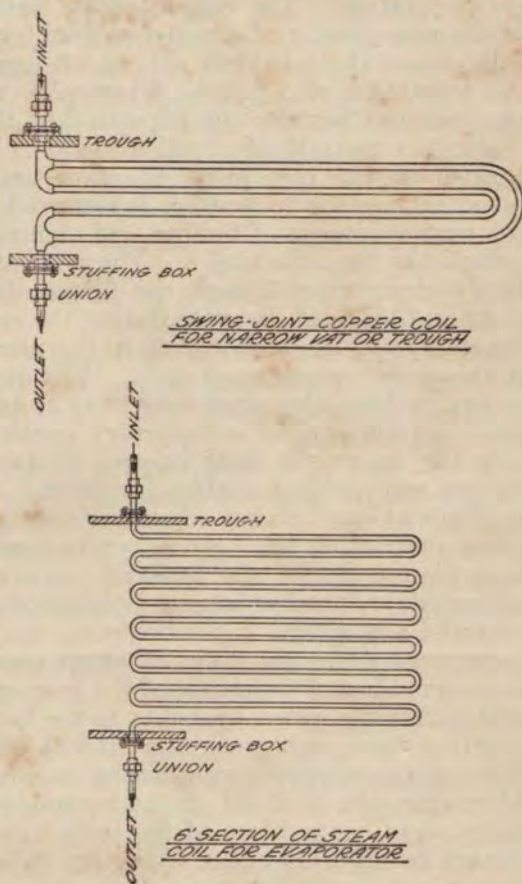 INLET
TROUGH
STUFFING BOX
UNION
OUTLET
SWING-JOINT COPPER COIL
FOR NARROW VAT OR TROUGH
INLET
TROUGH
STUFFING BOX
UNION
OUTLET
6' SECTION OF STEAM
COIL FOR EVAPORATOR